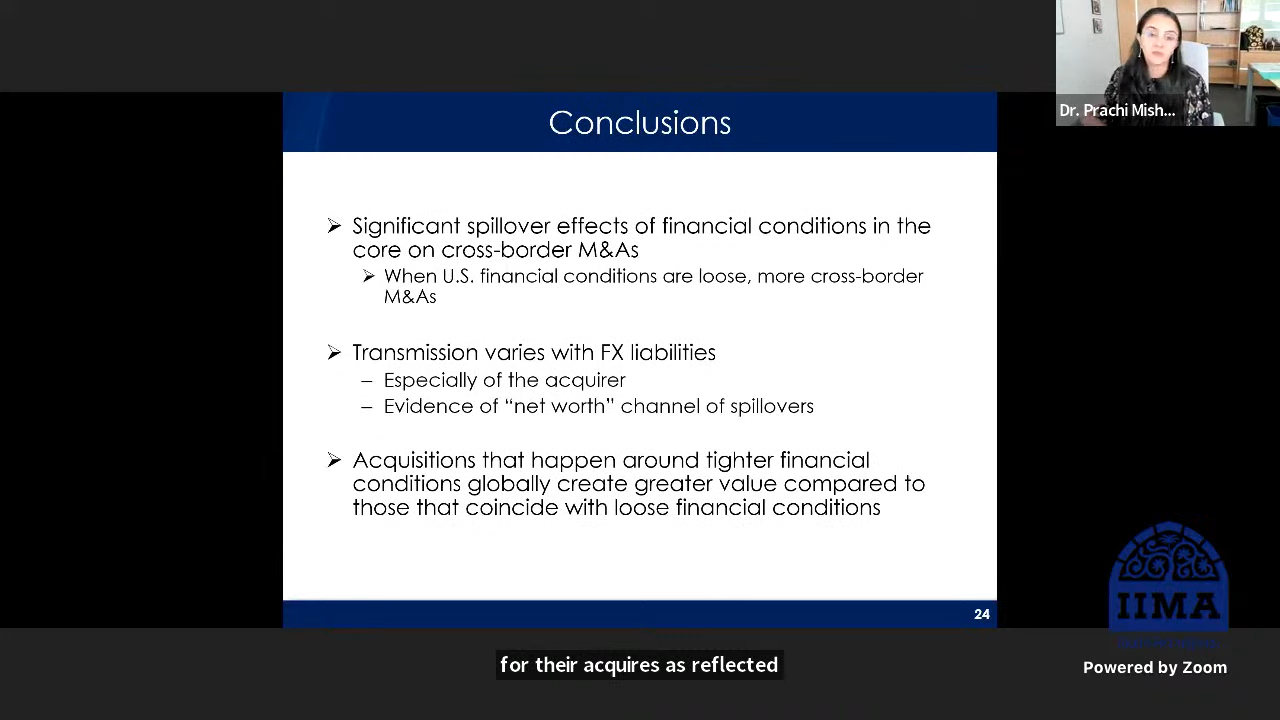 Dr. Prachi Mish...
Conclusions
Significant spillover effects of financial conditions in the
core on cross-border M&As
When U.S. financial conditions are loose, more cross-border
M&As
Transmission varies with FX liabilities
– Especially of the acquirer
– Evidence of “net worth” channel of spillovers
Acquisitions that happen around tighter financial
conditions globally create greater value compared to
those that coincide with loose financial conditions
24
IIMA
for their acquires as reflected
Powered by Zoom